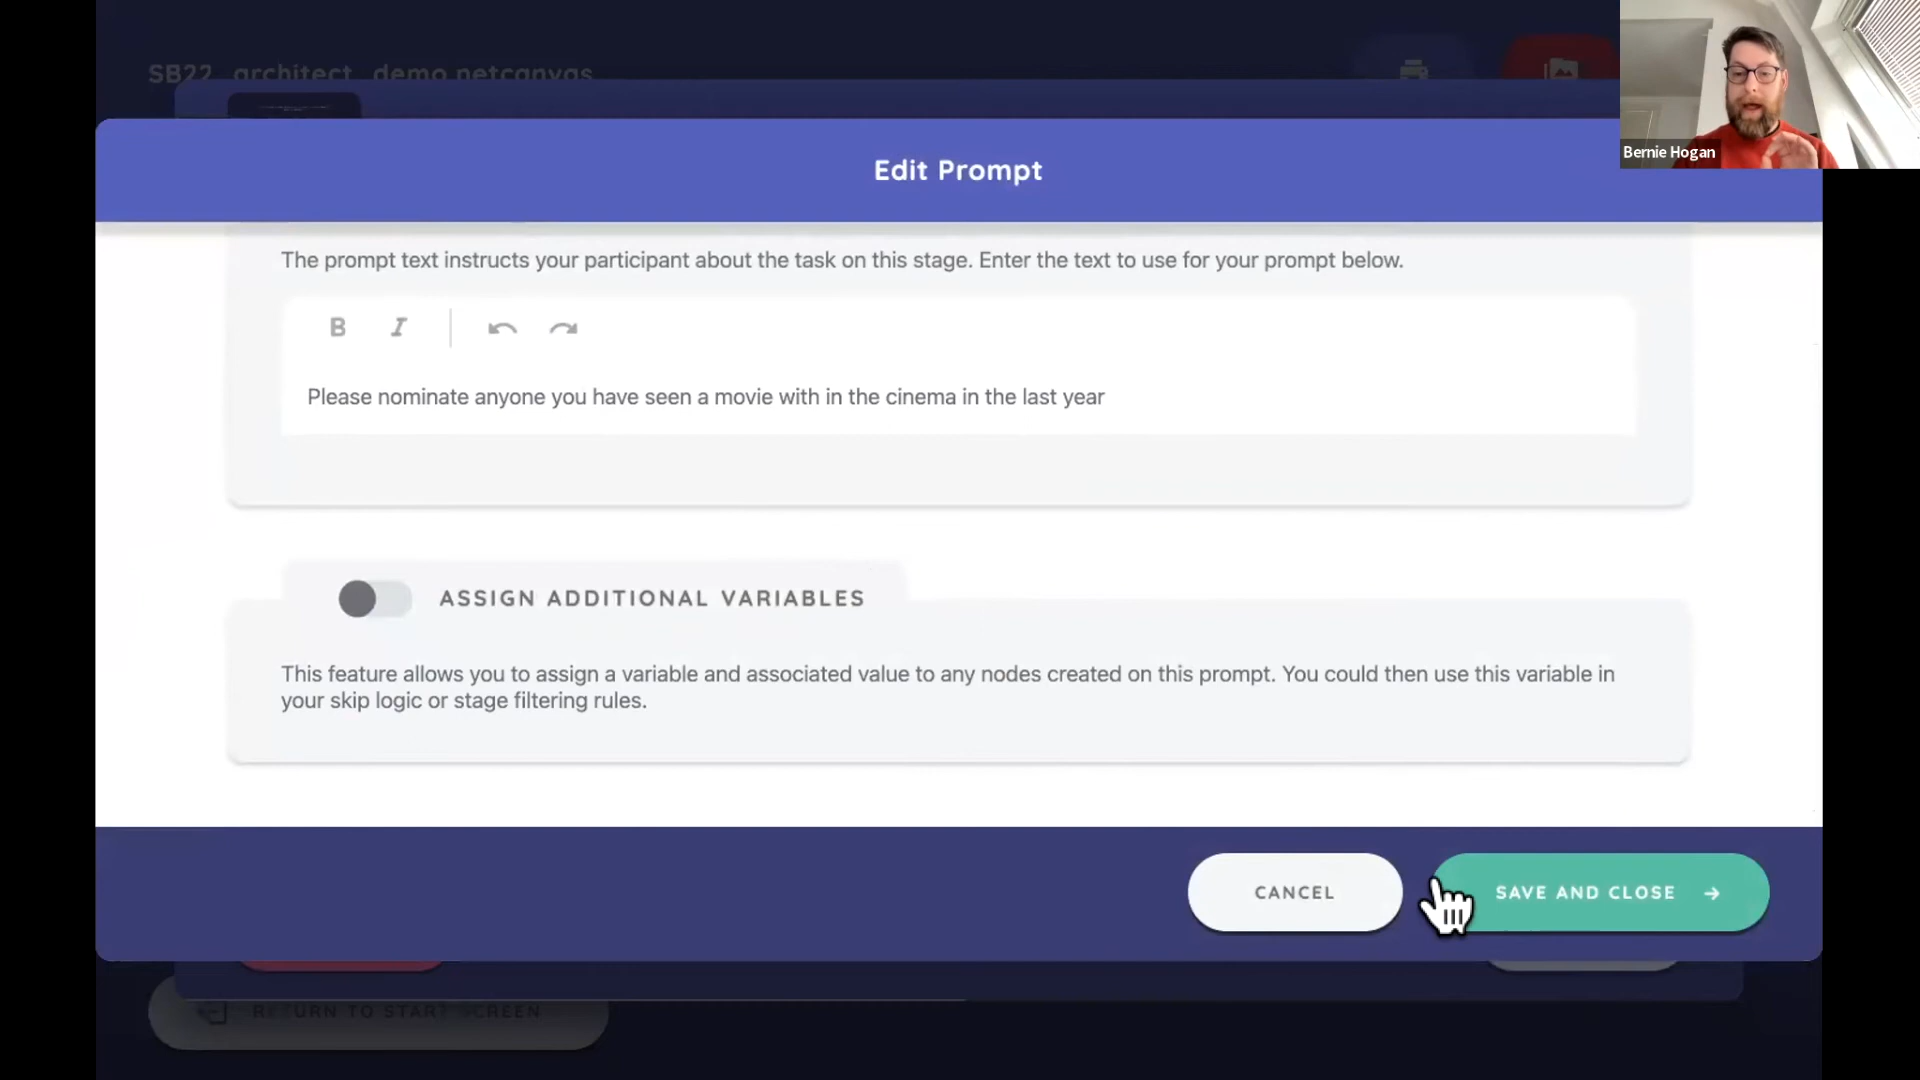 SB22_architect_demo.netcanvas
Bernie Hogan
Edit Prompt
The prompt text instructs your participant about the task on this stage. Enter the text to use for your prompt below.
B I
Please nominate anyone you have seen a movie with in the cinema in the last year
ASSIGN ADDITIONAL VARIABLES
This feature allows you to assign a variable and associated value to any nodes created on this prompt. You could then use this variable in
your skip logic or stage filtering rules.
CANCEL
SAVE AND CLOSE
RETURN TO START SCREEN